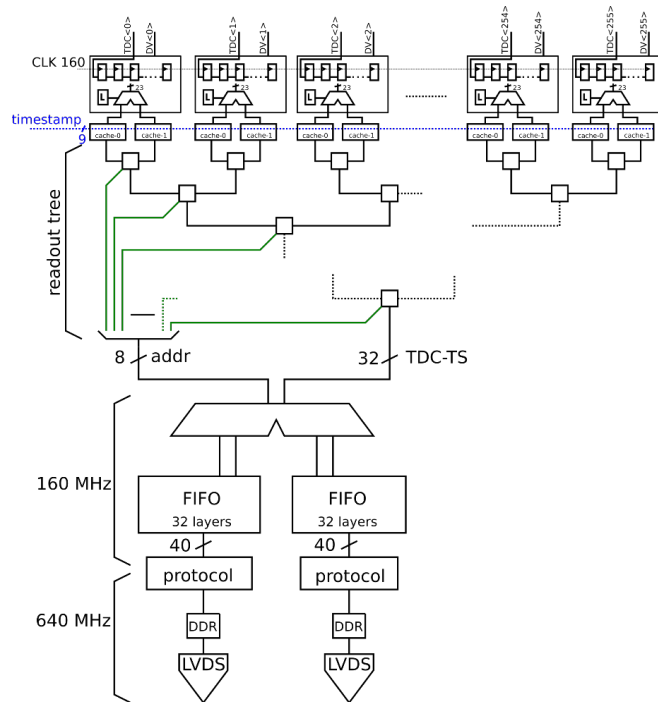 TDC<0>
DV<0>
TDC<1>
DV<1>
TDC<2>
DV<2>
TDC<254>
DV<254>
TDC<255>
DV<255>
CLK 160
23
23
23
23
23
L
L
L
L
L
timestamp
9
cache-0
cache-1
cache-0
cache-1
cache-0
cache-1
cache-0
cache-1
cache-0
cache-1
readout tree
8
addr
32
TDC-TS
160 MHz
FIFO
32 layers
FIFO
32 layers
40
40
protocol
protocol
640 MHz
DDR
DDR
LVDS
LVDS